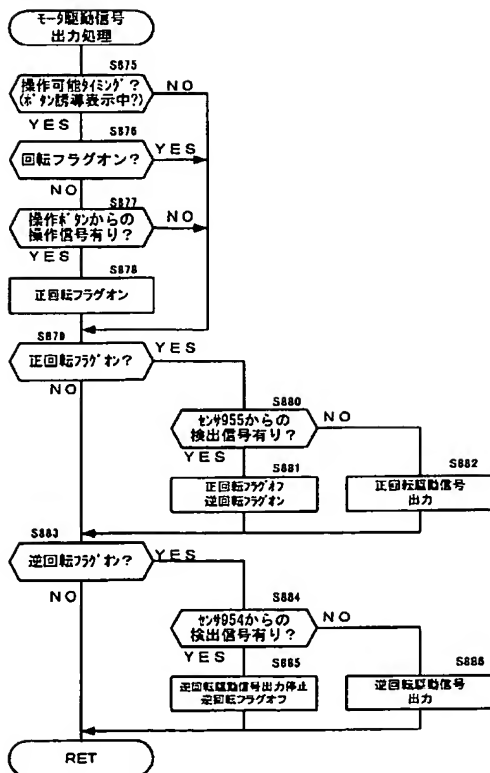 モータ駆動信号
出力処理
S875
操作可能タイミング？
(ボタン誘導表示中？)
NO
YES
S876
回転フラグオン？
YES
NO
S877
操作ボタンからの
操作信号有り？
NO
YES
S878
正回転フラグオン
S879
正回転フラグオン？
YES
NO
S880
センサ955からの
検出信号有り？
NO
YES
S881
正回転フラグオフ
逆回転フラグオン
S882
正回転駆動信号
出力
S883
逆回転フラグオン？
YES
NO
S884
センサ954からの
検出信号有り？
NO
YES
S885
逆回転駆動信号出力停止
逆回転フラグオフ
S886
逆回転駆動信号
出力
RET